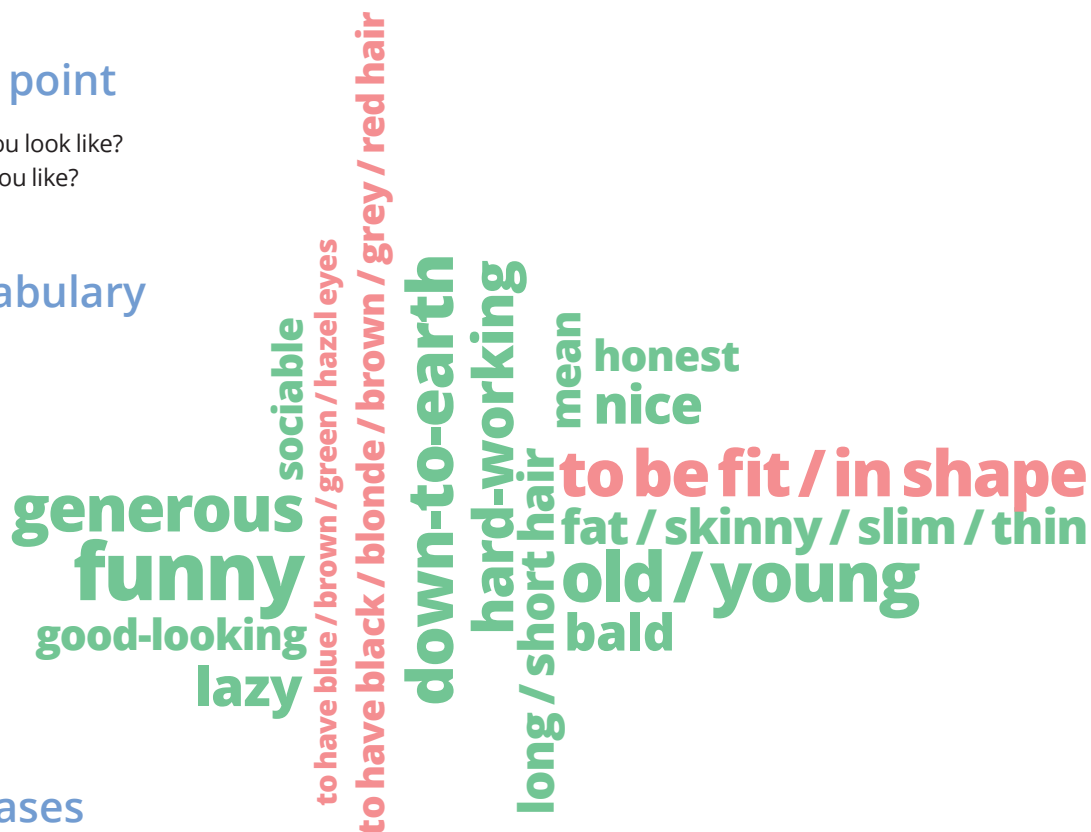 point
ou look like?
ou like?
abulary
sociable
generous
funny
good-looking
lazy
to have blue / brown / green / hazel eyes
to have black / blonde / brown / grey / red hair
down-to-earth
hard-working
long / short hair
mean
honest
nice
to be fit / in shape
fat / skinny / slim / thin
old / young
bald
ases